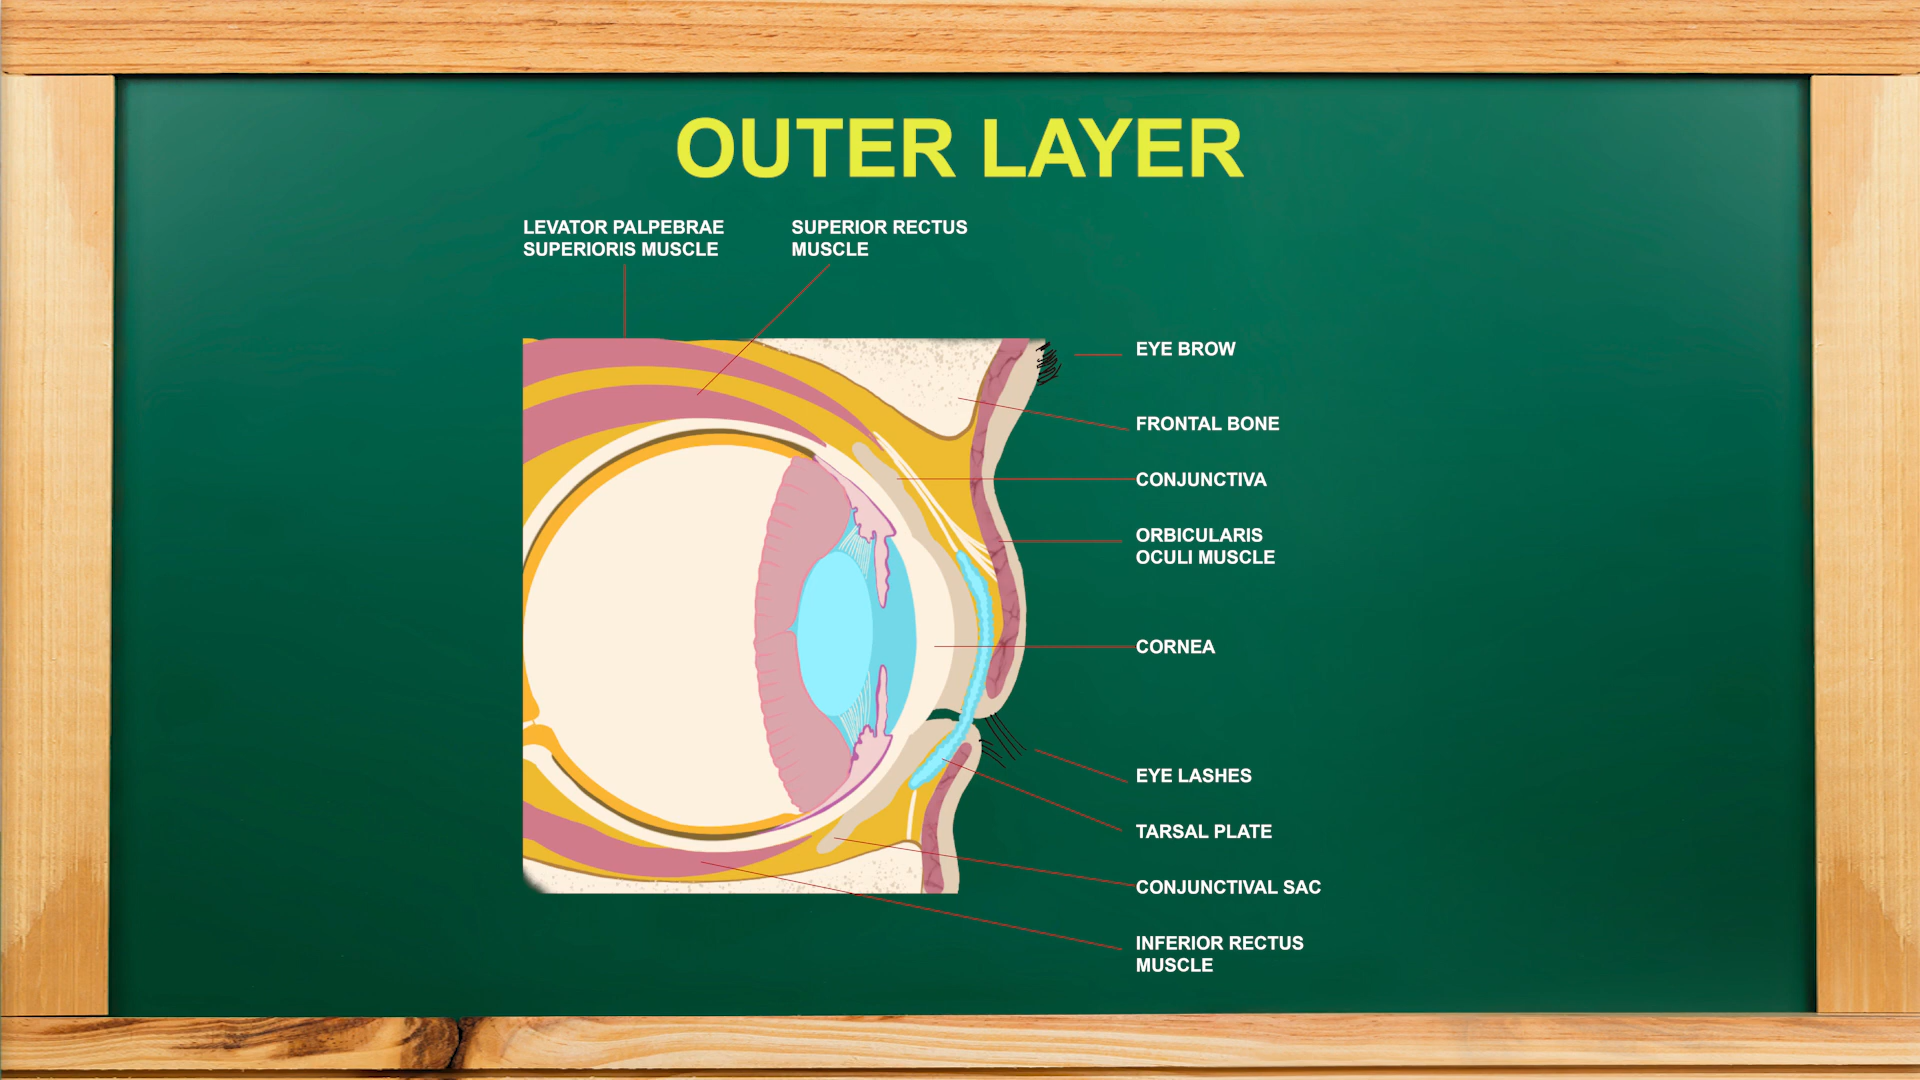 OUTER LAYER
LEVATOR PALPEBRAE
SUPERIORIS MUSCLE
SUPERIOR RECTUS
MUSCLE
EYE BROW
FRONTAL BONE
CONJUNCTIVA
ORBICULARIS
OCULI MUSCLE
CORNEA
EYE LASHES
TARSAL PLATE
CONJUNCTIVAL SAC
INFERIOR RECTUS
MUSCLE